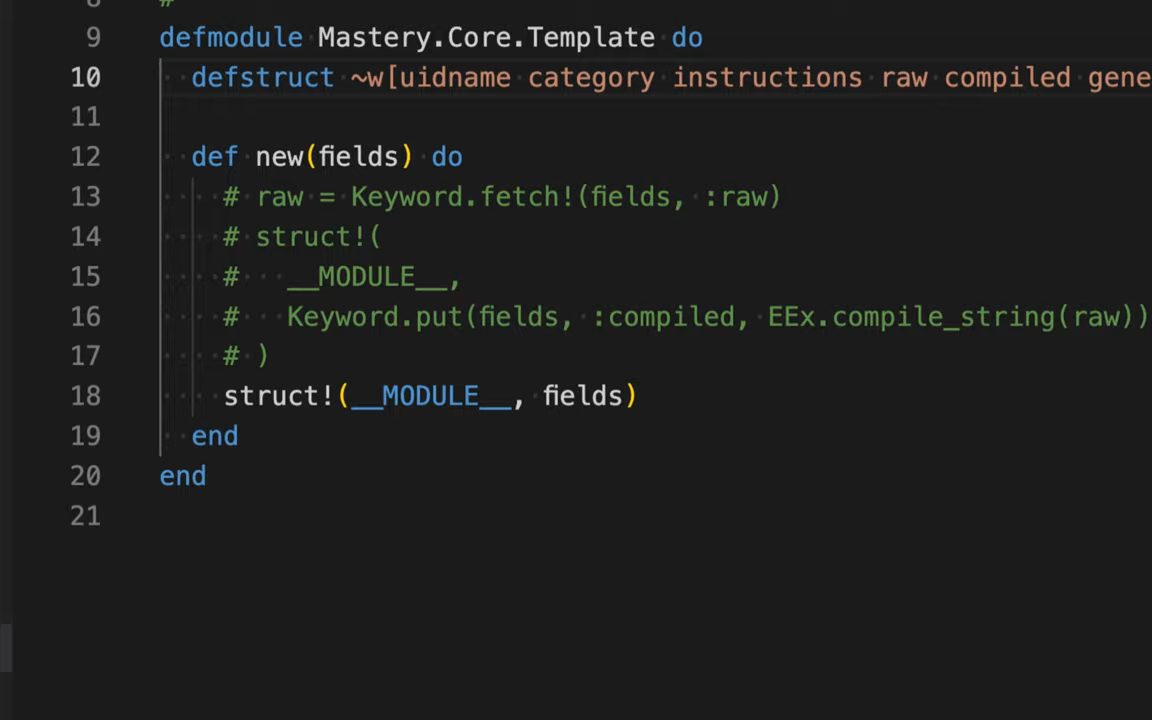 8 #
9 defmodule Mastery.Core.Template do
10 defstruct ~w[uidname category instructions raw compiled gene
11
12 def new(fields) do
13 # raw = Keyword.fetch!(fields, :raw)
14 # struct!(
15 #   __MODULE__,
16 #   Keyword.put(fields, :compiled, EEx.compile_string(raw))
17 # )
18 struct!(__MODULE__, fields)
19 end
20 end
21